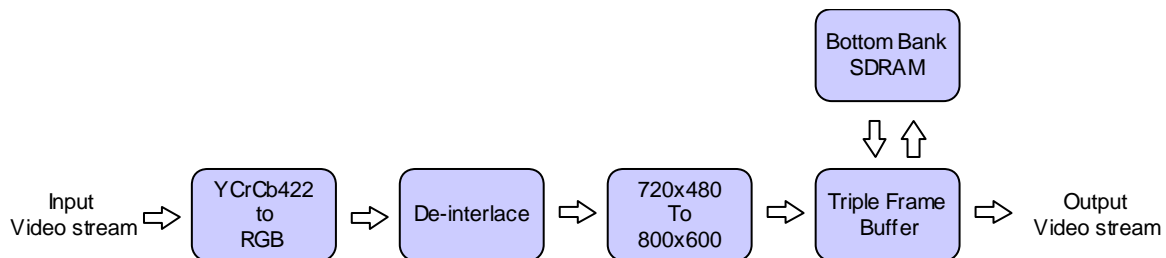 Bottom Bank
SDRAM
Input
Video stream
YCrCb422
to
RGB
De-interlace
720x480
To
800x600
Triple Frame
Buffer
Output
Video stream